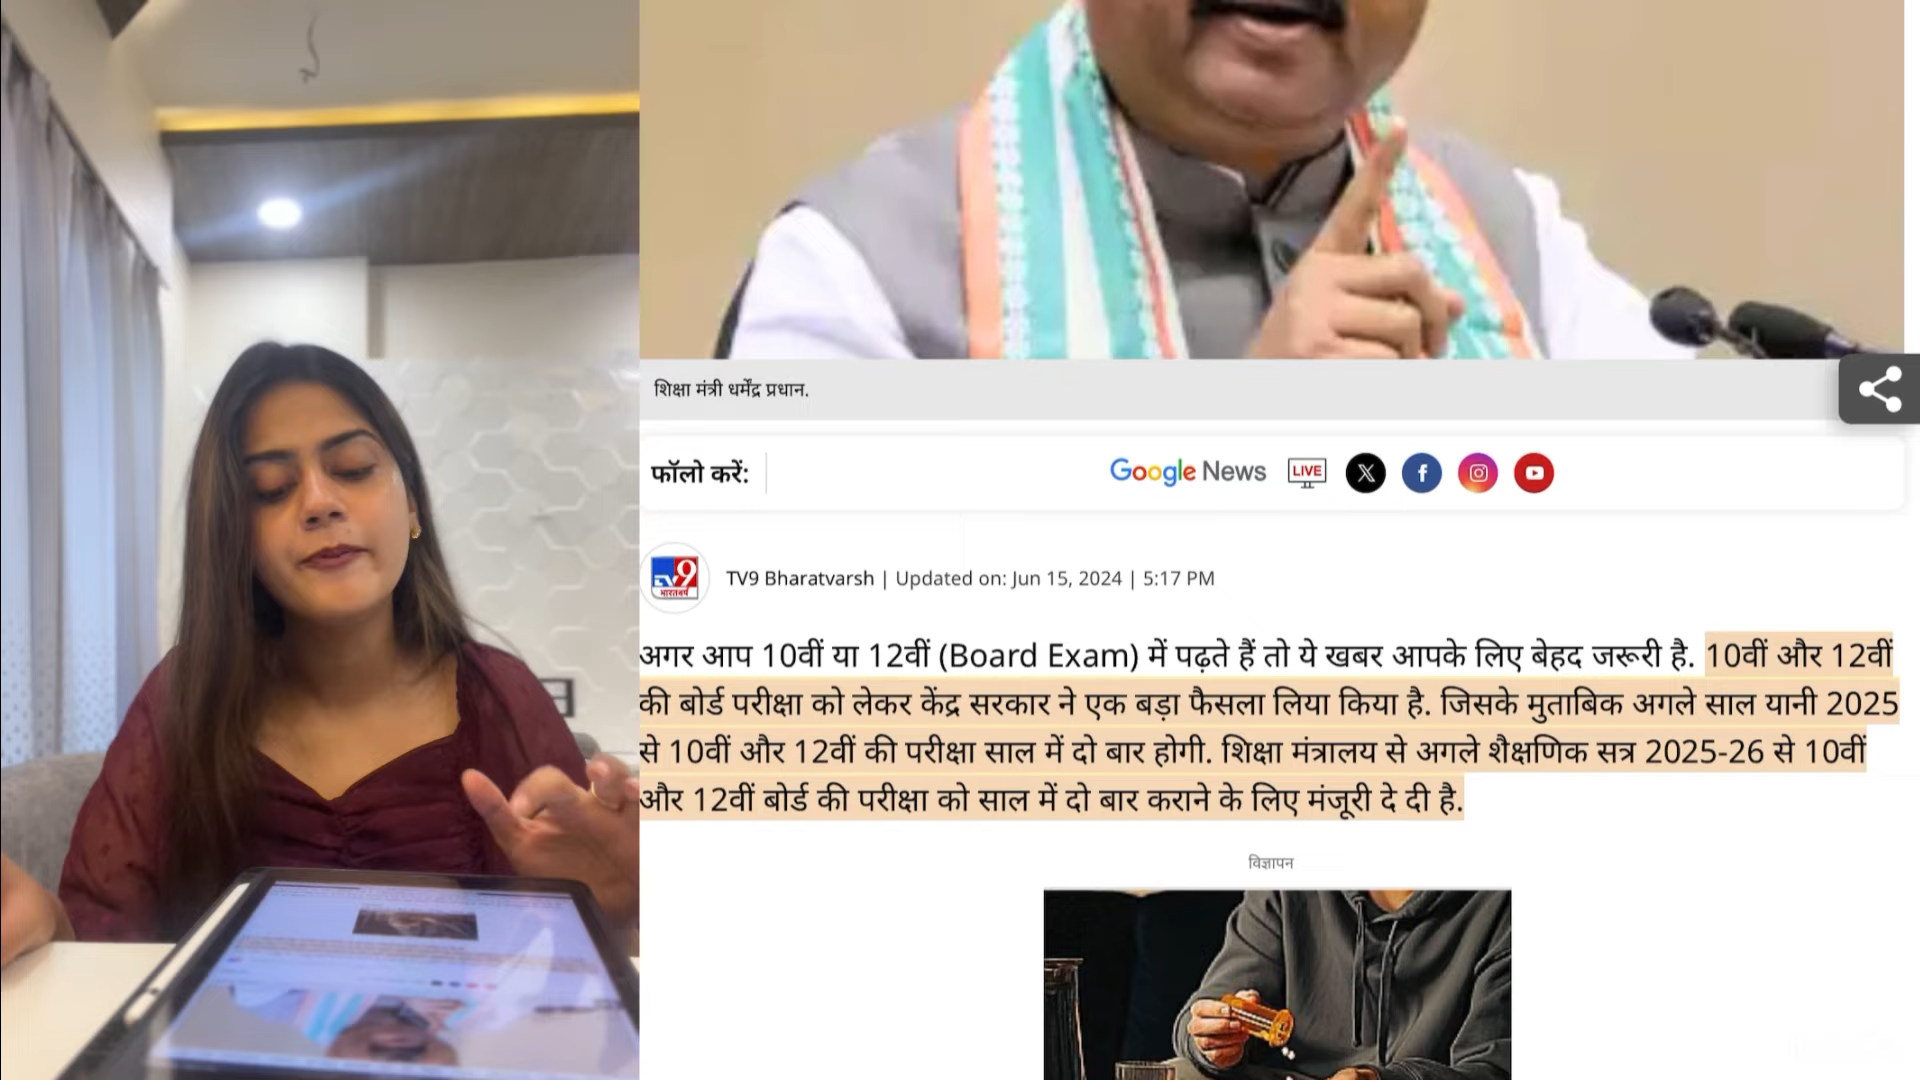 शिक्षा मंत्री धर्मेंद्र प्रधान.
फॉलो करें:
Google News
LIVE
TV9
भारतवर्ष
TV9 Bharatvarsh | Updated on: Jun 15, 2024 | 5:17 PM
अगर आप 10वीं या 12वीं (Board Exam) में पढ़ते हैं तो ये खबर आपके लिए बेहद जरूरी है. 10वीं और 12वीं
की बोर्ड परीक्षा को लेकर केंद्र सरकार ने एक बड़ा फैसला लिया किया है. जिसके मुताबिक अगले साल यानी 2025
से 10वीं और 12वीं की परीक्षा साल में दो बार होगी. शिक्षा मंत्रालय से अगले शैक्षणिक सत्र 2025-26 से 10वीं
और 12वीं बोर्ड की परीक्षा को साल में दो बार कराने के लिए मंजूरी दे दी है.
विज्ञापन